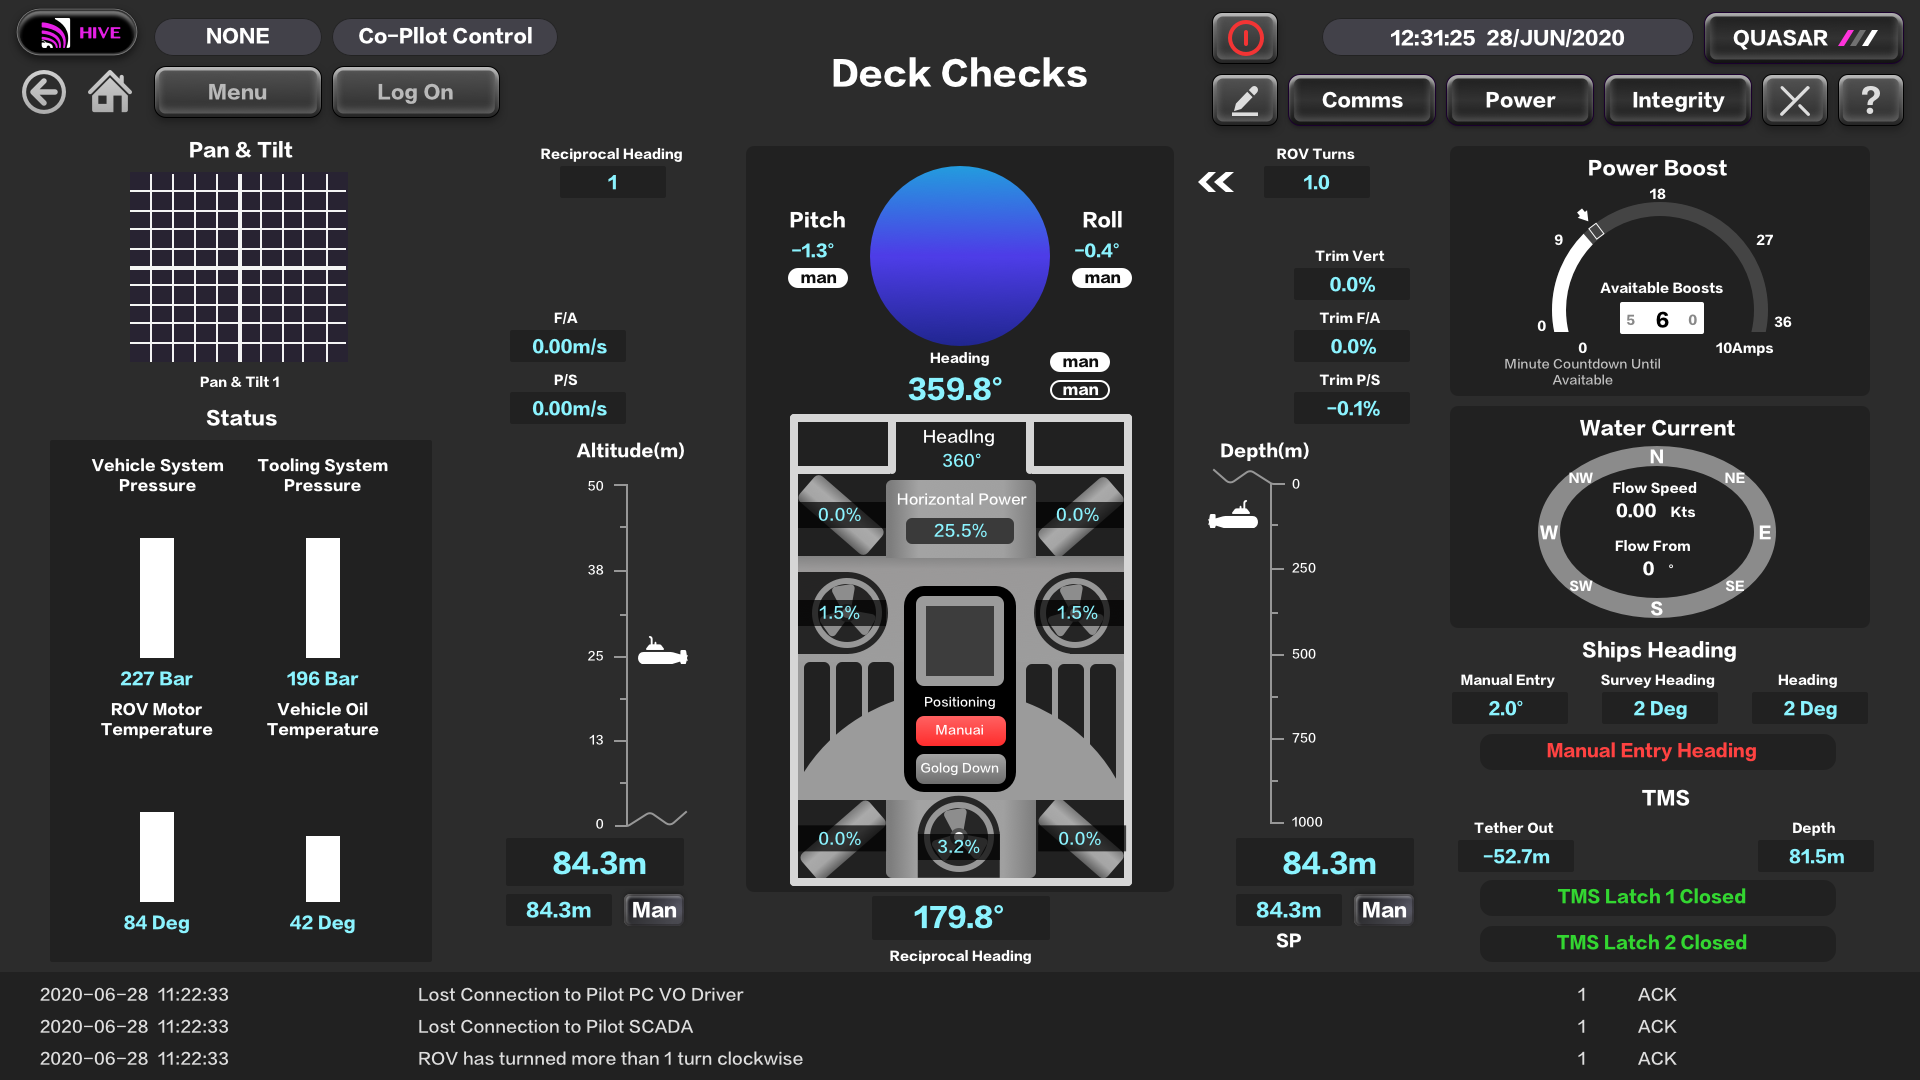 HIVE
NONE
Co-PIlot Control
12:31:25 28/JUN/2020
QUASAR
Menu
Log On
Deck Checks
Comms
Power
Integrity
?
Pan & Tilt
Pan & Tilt 1
Status
Vehicle System Pressure
Tooling System Pressure
227 Bar
196 Bar
ROV Motor Temperature
Vehicle Oil Temperature
84 Deg
42 Deg
Reciprocal Heading
1
F/A
0.00m/s
P/S
0.00m/s
Altitude(m)
50
38
25
13
0
84.3m
84.3m
Man
Pitch
-1.3°
man
Roll
-0.4°
man
Heading
359.8°
man
man
HeadIng
360°
Horizontal Power
25.5%
0.0%
0.0%
1.5%
1.5%
Positioning
Manuai
Golog Down
0.0%
3.2%
0.0%
179.8°
Reciprocal Heading
ROV Turns
1.0
Trim Vert
0.0%
Trim F/A
0.0%
Trim P/S
-0.1%
Depth(m)
0
250
500
750
1000
84.3m
84.3m
Man
SP
Power Boost
18
9
27
0
36
Avaitable Boosts
5 6 0
0
10Amps
Minute Countdown Until
Available
Water Current
N
NW
NE
Flow Speed
0.00 Kts
W
E
Flow From
0 °
SW
SE
S
Ships Heading
Manual Entry
Survey Heading
Heading
2.0°
2 Deg
2 Deg
Manual Entry Heading
TMS
Tether Out
Depth
-52.7m
81.5m
TMS Latch 1 Closed
TMS Latch 2 Closed
2020-06-28 11:22:33 Lost Connection to Pilot PC VO Driver 1 ACK
2020-06-28 11:22:33 Lost Connection to Pilot SCADA 1 ACK
2020-06-28 11:22:33 ROV has turnned more than 1 turn clockwise 1 ACK